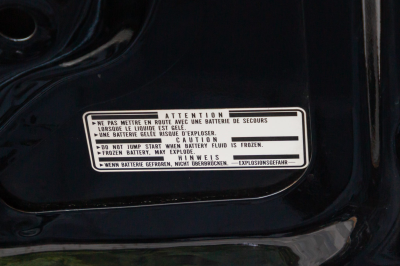 ATTENTION
▸NE PAS METTRE EN ROUTE AVEC UNE BATTERIE DE SECOURS
LORSQUE LE LIQUIDE EST GELÉ.
▸UNE BATTERIE GELÉE RISQUE D'EXPLOSER.
CAUTION
▸DO NOT JUMP START WHEN BATTERY FLUID IS FROZEN.
▸FROZEN BATTERY, MAY EXPLODE.
HINWEIS
▸WENN BATTERIE GEFROREN, NICHT ÜBERBRÜCKEN. —EXPLOSIONSGEFAHR—